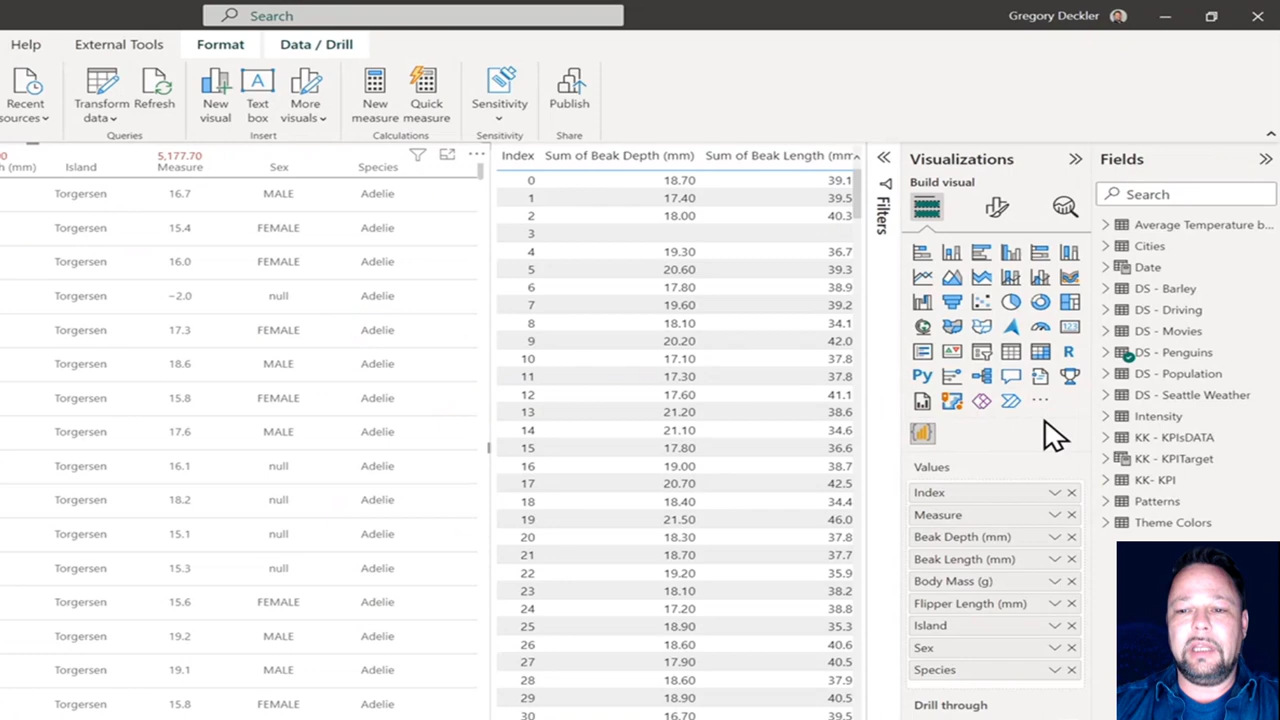 Search
Gregory Deckler
Help External Tools Format Data / Drill
Recent sources
Transform data
Refresh
New visual
Text box
More visuals
New measure
Quick measure
Sensitivity
Publish
Queries Insert Calculations Sensitivity Share
0 5,177.70
h (mm) Island Measure Sex Species
Torgersen 16.7 MALE Adelie
Torgersen 15.4 FEMALE Adelie
Torgersen 16.0 FEMALE Adelie
Torgersen −2.0 null Adelie
Torgersen 17.3 FEMALE Adelie
Torgersen 18.6 MALE Adelie
Torgersen 15.8 FEMALE Adelie
Torgersen 17.6 MALE Adelie
Torgersen 16.1 null Adelie
Torgersen 18.2 null Adelie
Torgersen 15.1 null Adelie
Torgersen 15.3 null Adelie
Torgersen 15.6 FEMALE Adelie
Torgersen 19.2 MALE Adelie
Torgersen 19.1 MALE Adelie
Torgersen 15.8 FEMALE Adelie
Index Sum of Beak Depth (mm) Sum of Beak Length (mm
0 18.70 39.1
1 17.40 39.5
2 18.00 40.3
3
4 19.30 36.7
5 20.60 39.3
6 17.80 38.9
7 19.60 39.2
8 18.10 34.1
9 20.20 42.0
10 17.10 37.8
11 17.30 37.8
12 17.60 41.1
13 21.20 38.6
14 21.10 34.6
15 17.80 36.6
16 19.00 38.7
17 20.70 42.5
18 18.40 34.4
19 21.50 46.0
20 18.30 37.8
21 18.70 37.7
22 19.20 35.9
23 18.10 38.2
24 17.20 38.8
25 18.90 35.3
26 18.60 40.6
27 17.90 40.5
28 18.60 37.9
29 18.90 40.5
30 16.70 39.5
Filters
Visualizations
Build visual
123
R
Py
Values
Index
Measure
Beak Depth (mm)
Beak Length (mm)
Body Mass (g)
Flipper Length (mm)
Island
Sex
Species
Drill through
Fields
Search
Average Temperature b...
Cities
Date
DS - Barley
DS - Driving
DS - Movies
DS - Penguins
DS - Population
DS - Seattle Weather
Intensity
KK - KPIsDATA
KK - KPITarget
KK- KPI
Patterns
Theme Colors